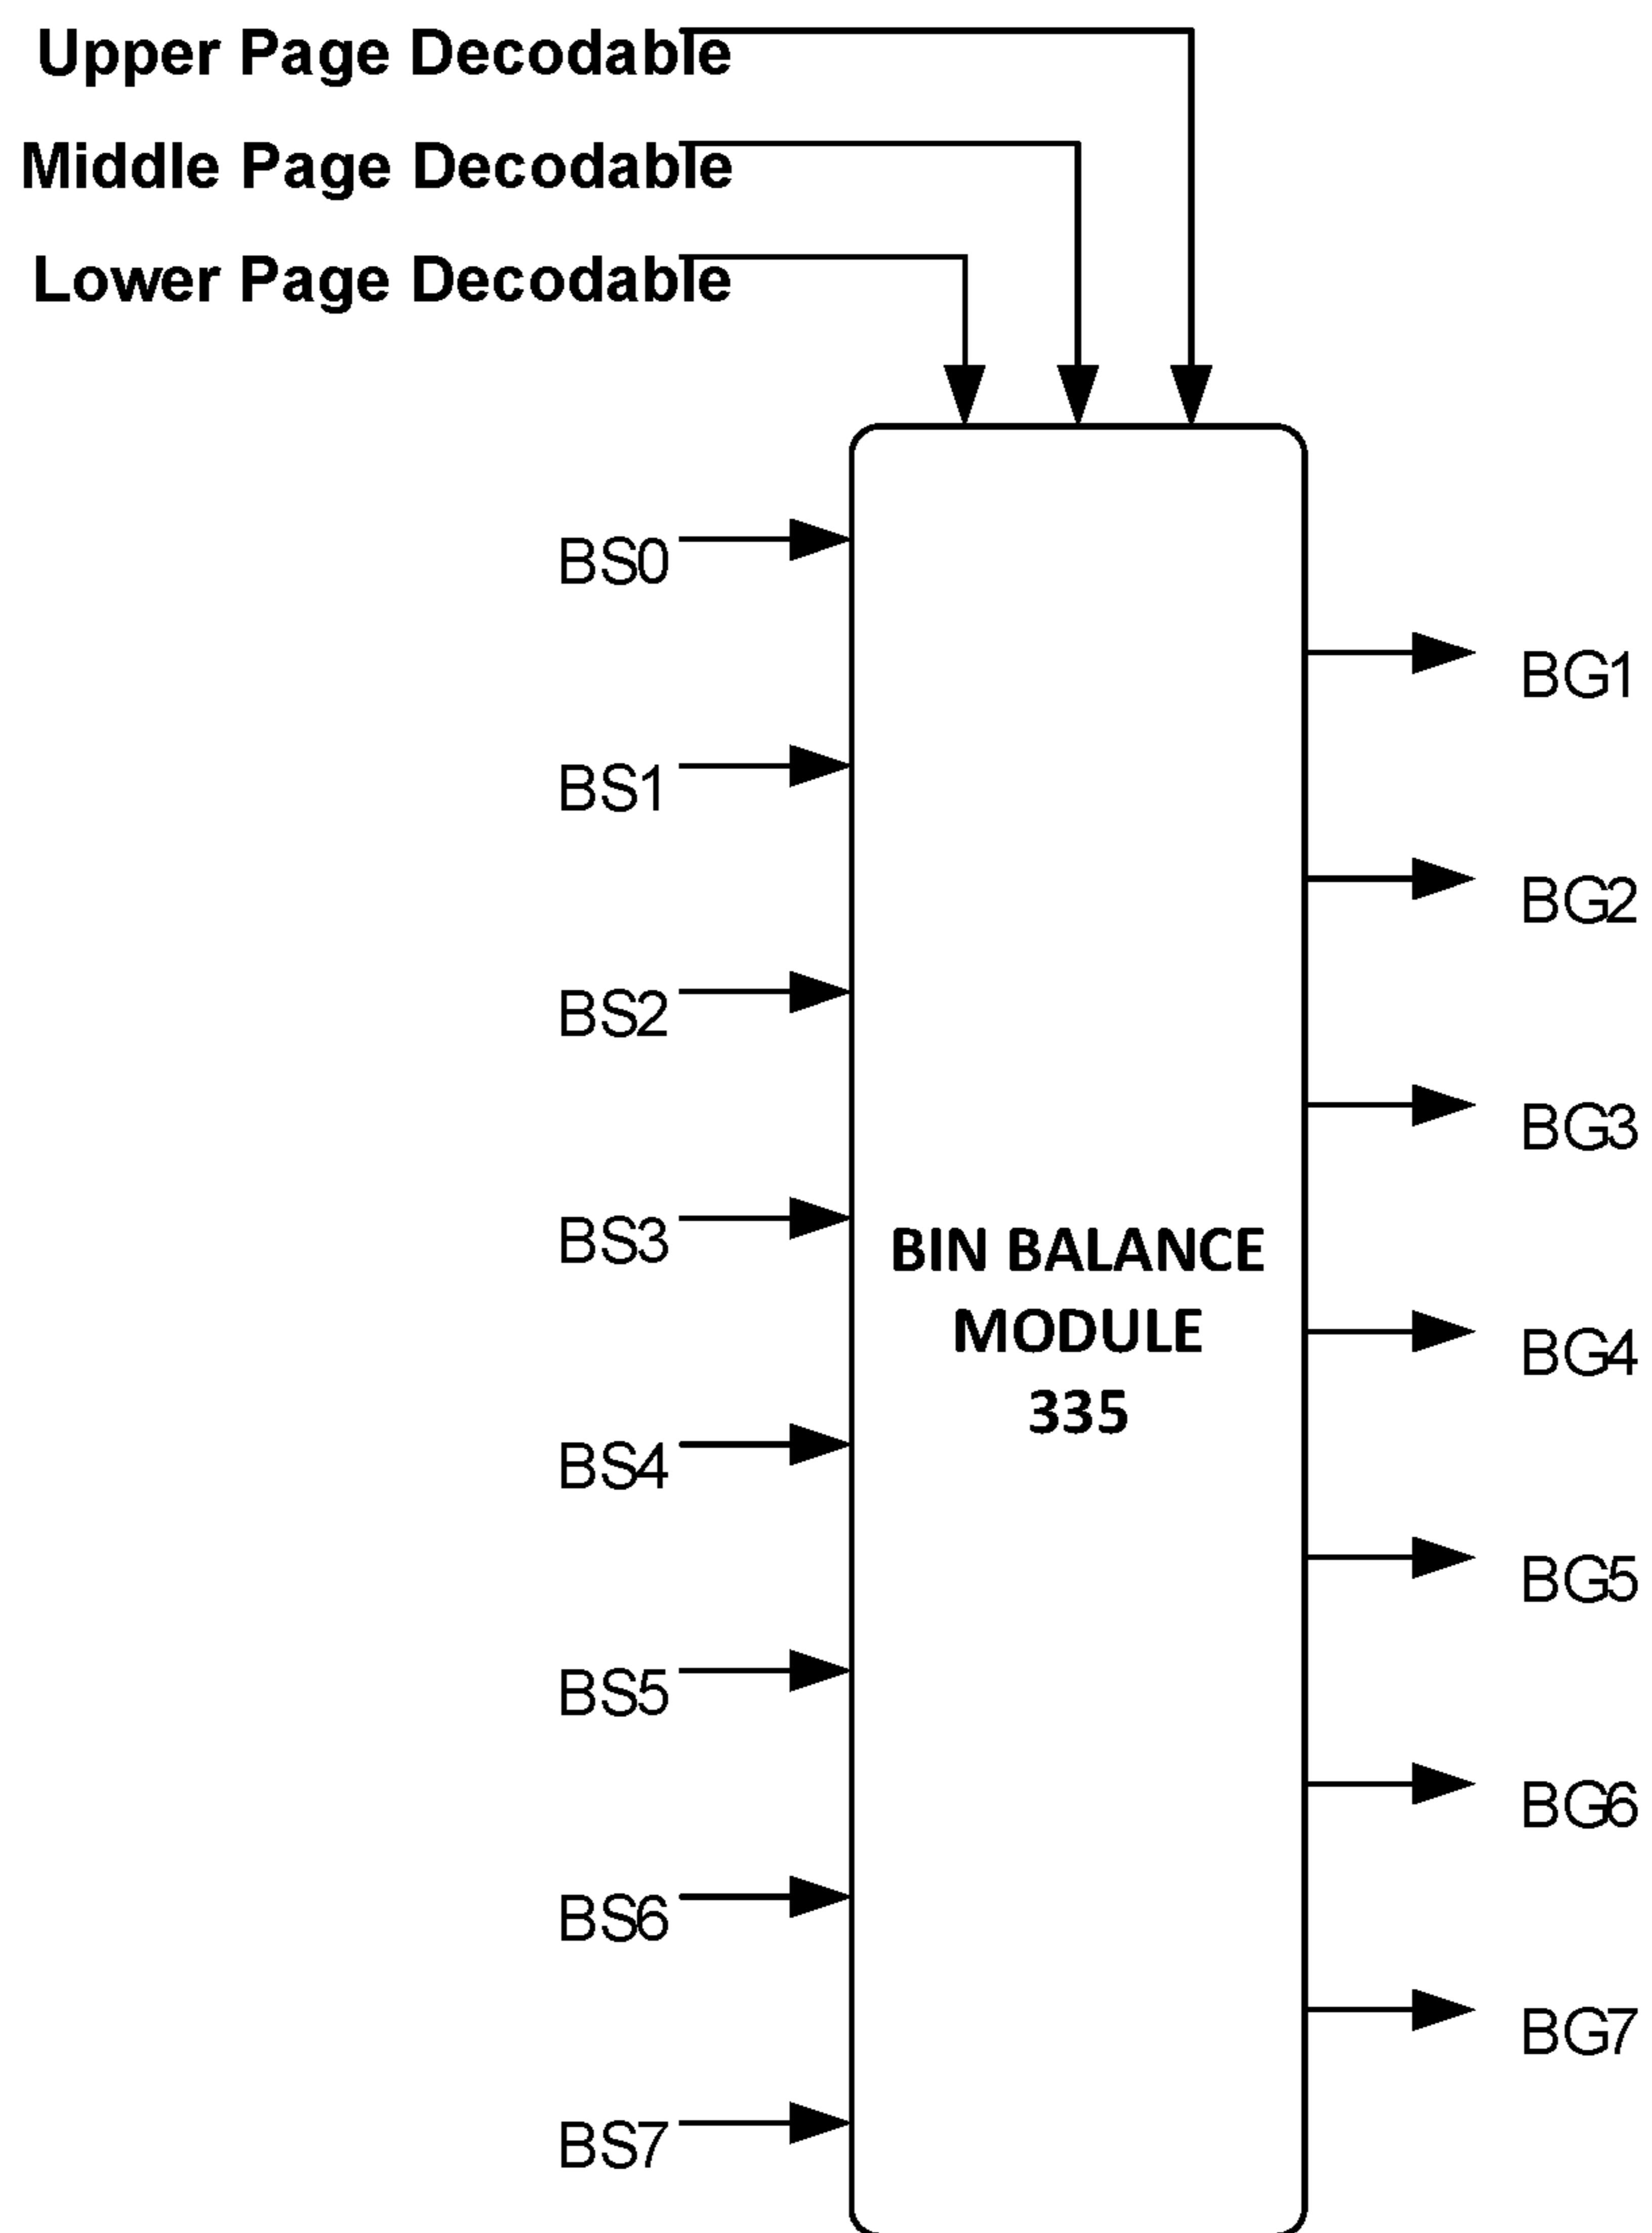 Upper Page Decodable
Middle Page Decodable
Lower Page Decodable
BS0
BG1
BS1
BG2
BS2
BG3
BS3
BIN BALANCE
MODULE
335
BG4
BS4
BG5
BS5
BG6
BS6
BG7
BS7